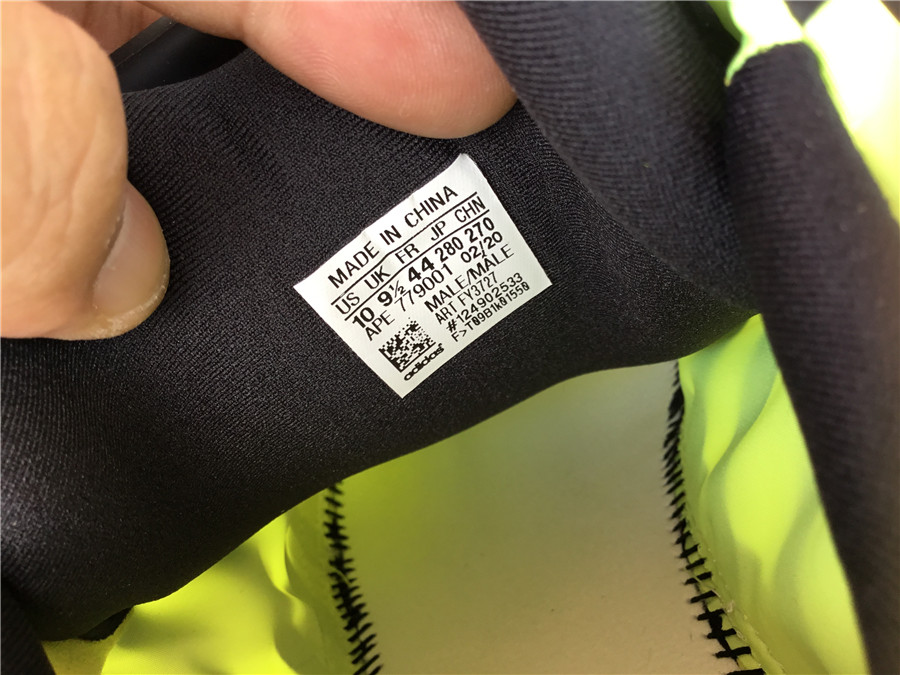 MADE IN CHINA
US UK FR JP CHN
10 9½ 44 280 270
APE 779001 02/20
MALE/MALE
ART FY3727
#124902533
F>T09B1k01550
adidas